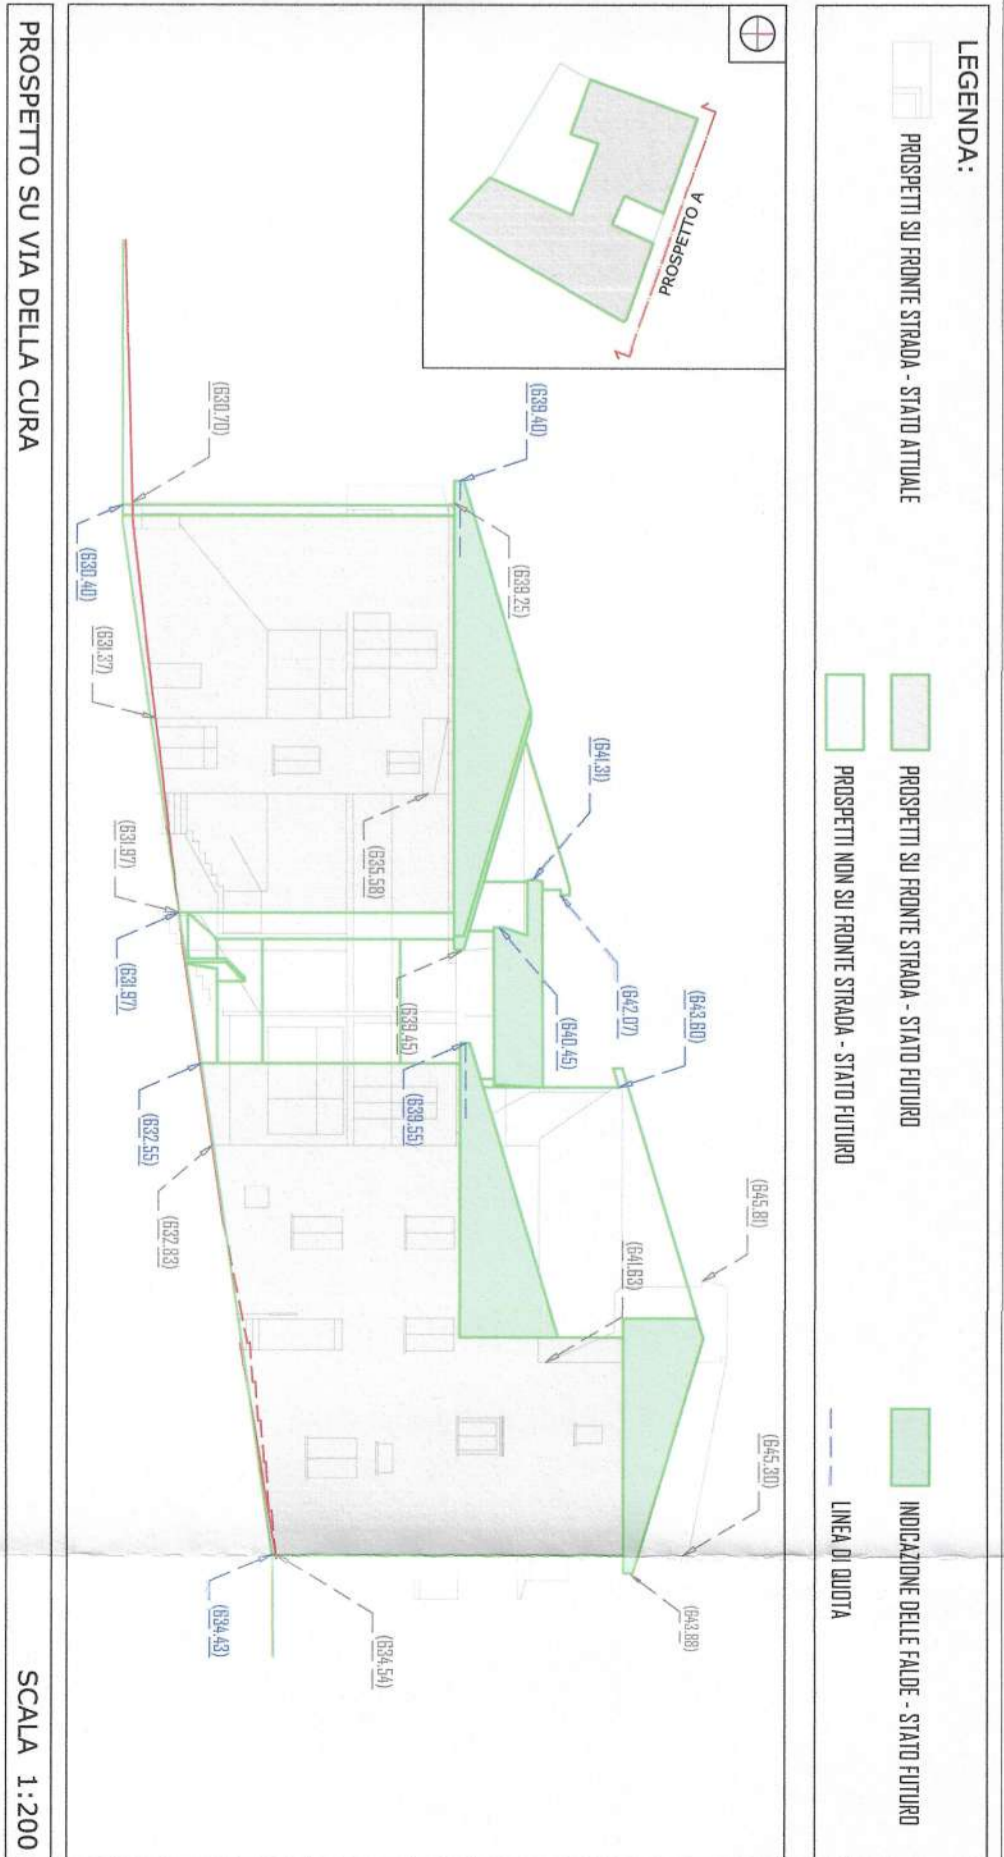 LEGENDA:
PROSPETTI SU FRONTE STRADA - STATO ATTUALE
PROSPETTI SU FRONTE STRADA - STATO FUTURO
INDICAZIONE DELLE FALDE - STATO FUTURO
PROSPETTI NON SU FRONTE STRADA - STATO FUTURO
LINEA DI QUOTA
PROSPETTO A
(645.81)
(645.30)
(643.60)
(643.88)
(641.31)
(642.07)
(641.63)
(639.40)
(639.25)
(640.45)
(635.58)
(639.45)
(639.55)
(630.70)
(634.54)
(634.43)
(632.83)
(632.55)
(631.97)
(631.97)
(631.37)
(630.40)
PROSPETTO SU VIA DELLA CURA
SCALA 1:200